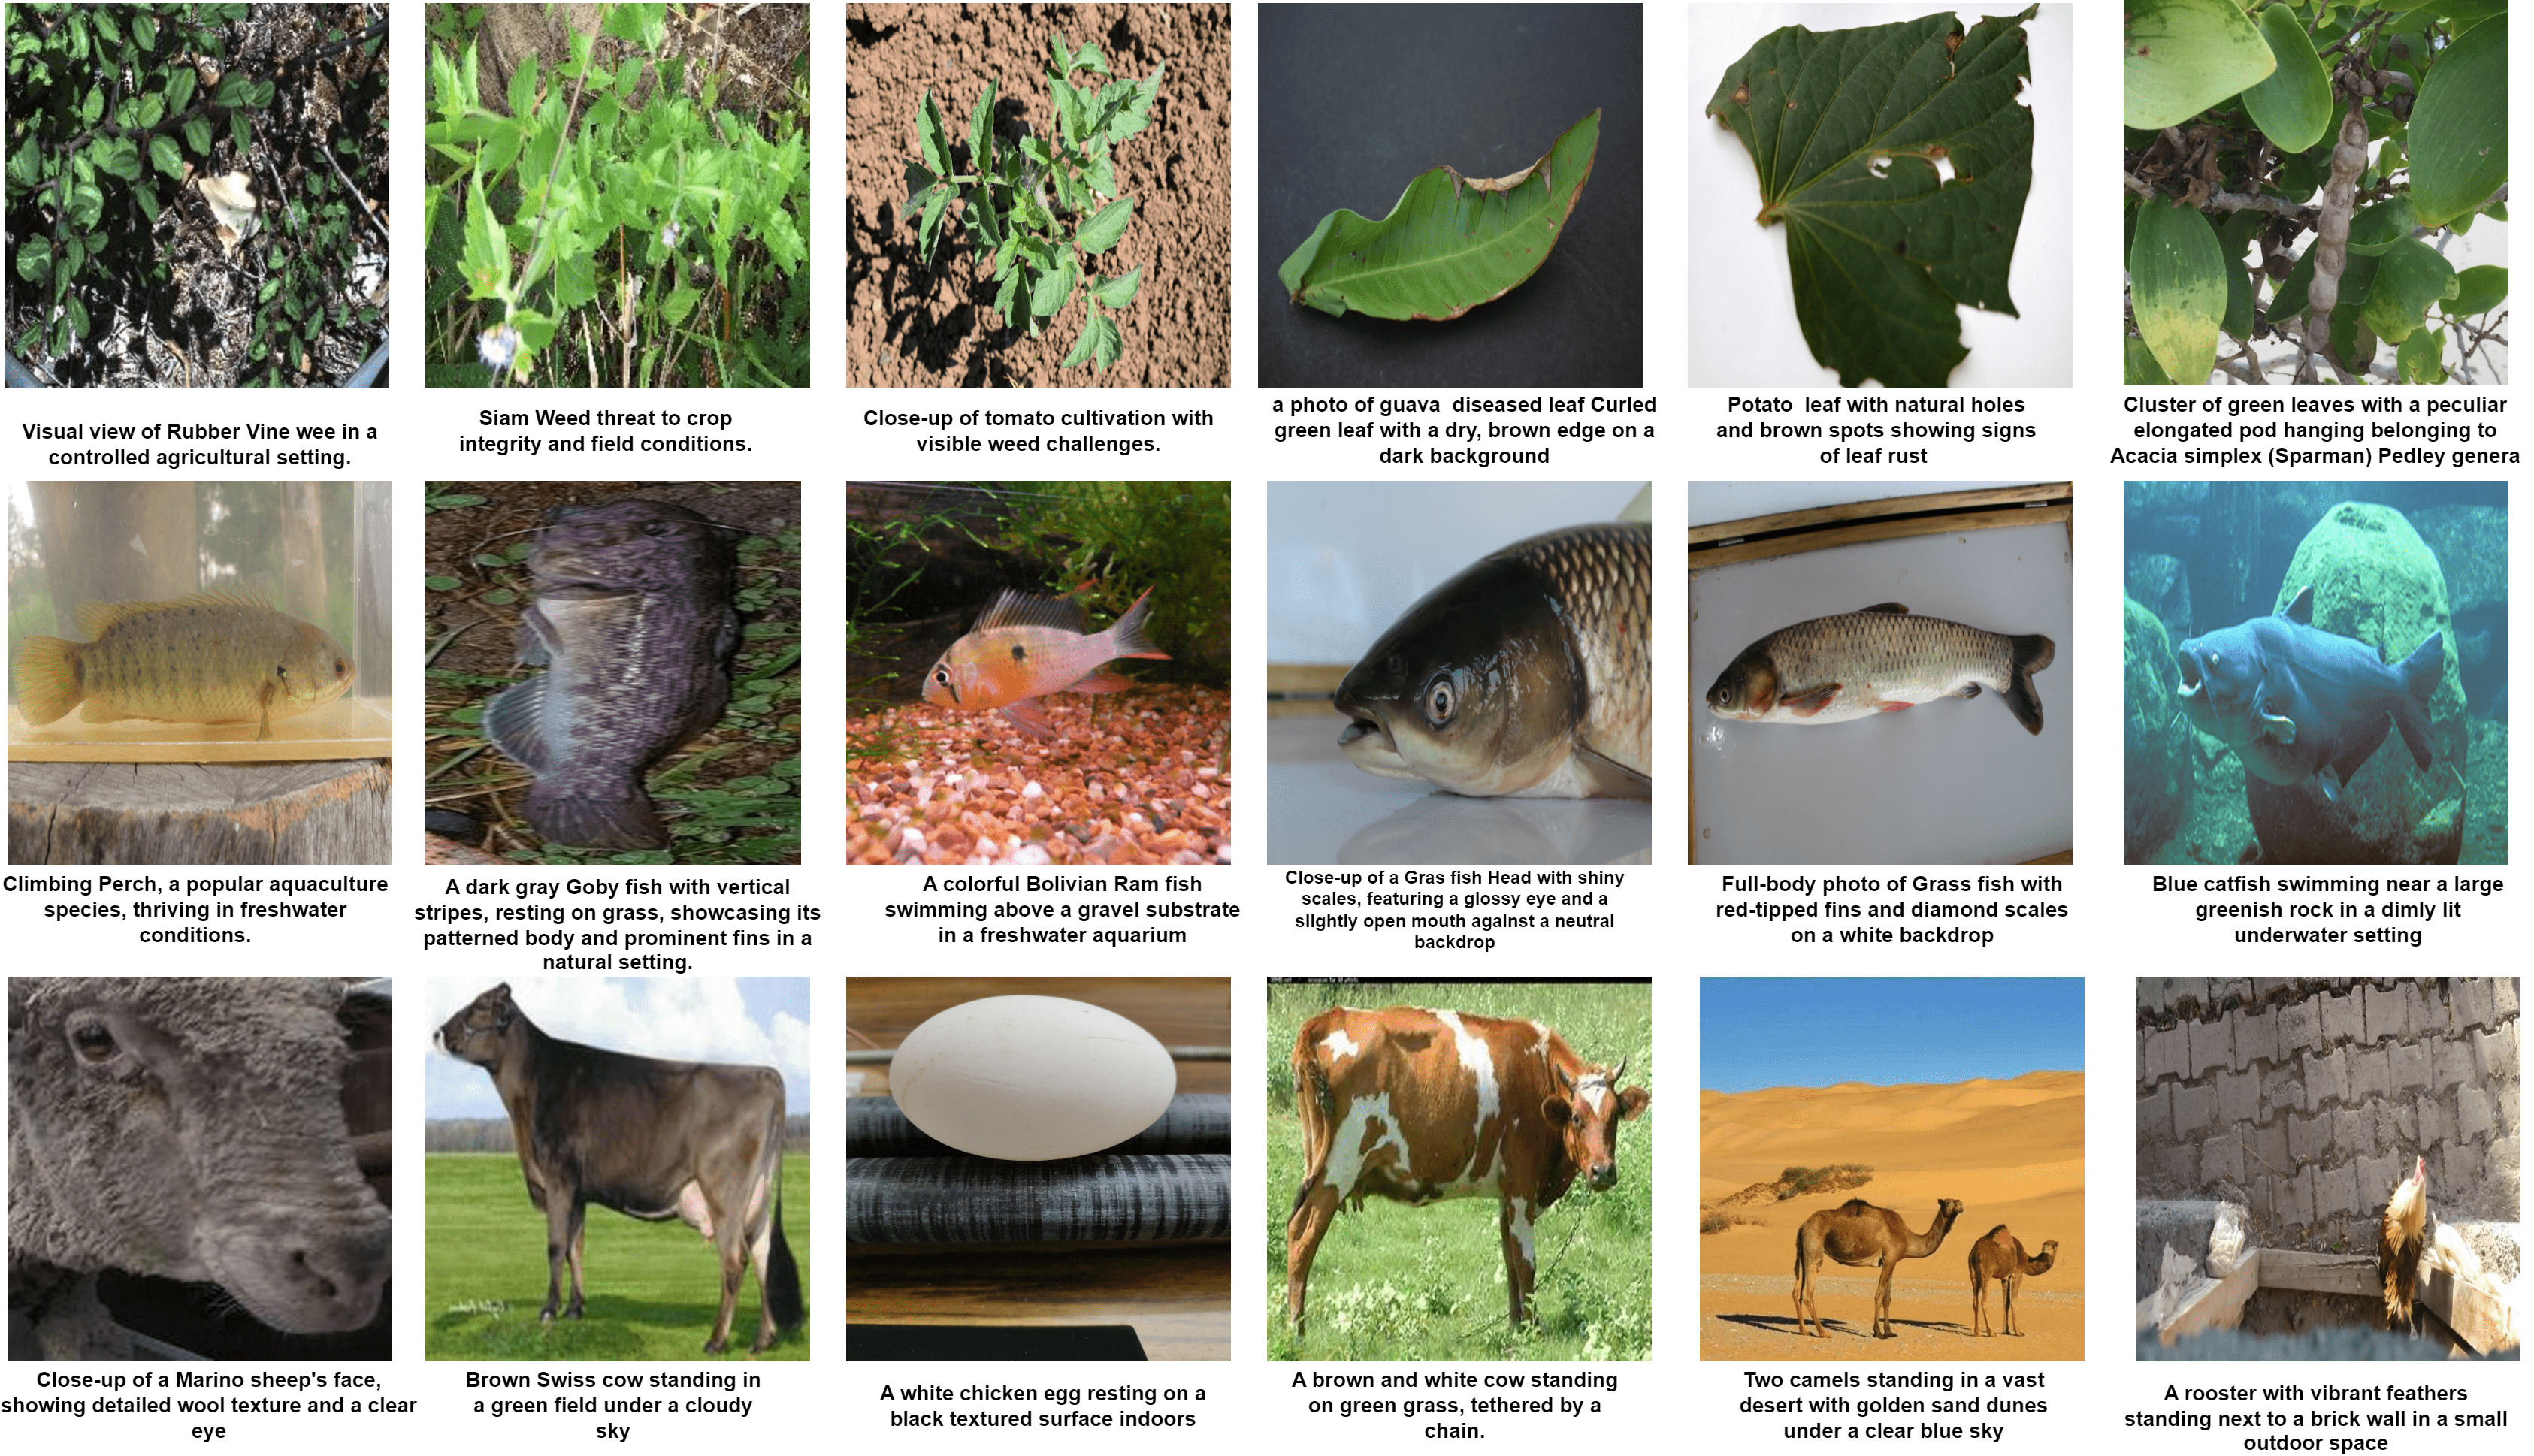 Visual view of Rubber Vine wee in a
controlled agricultural setting.
Siam Weed threat to crop
integrity and field conditions.
Close-up of tomato cultivation with
visible weed challenges.
a photo of guava  diseased leaf Curled
green leaf with a dry, brown edge on a
dark background
Potato  leaf with natural holes
and brown spots showing signs
of leaf rust
Cluster of green leaves with a peculiar
elongated pod hanging belonging to
Acacia simplex (Sparman) Pedley genera
Climbing Perch, a popular aquaculture
species, thriving in freshwater
conditions.
A dark gray Goby fish with vertical
stripes, resting on grass, showcasing its
patterned body and prominent fins in a
natural setting.
A colorful Bolivian Ram fish
swimming above a gravel substrate
in a freshwater aquarium
Close-up of a Gras fish Head with shiny
scales, featuring a glossy eye and a
slightly open mouth against a neutral
backdrop
Full-body photo of Grass fish with
red-tipped fins and diamond scales
on a white backdrop
Blue catfish swimming near a large
greenish rock in a dimly lit
underwater setting
Close-up of a Marino sheep's face,
showing detailed wool texture and a clear
eye
Brown Swiss cow standing in
a green field under a cloudy
sky
A white chicken egg resting on a
black textured surface indoors
A brown and white cow standing
on green grass, tethered by a
chain.
Two camels standing in a vast
desert with golden sand dunes
under a clear blue sky
A rooster with vibrant feathers
standing next to a brick wall in a small
outdoor space